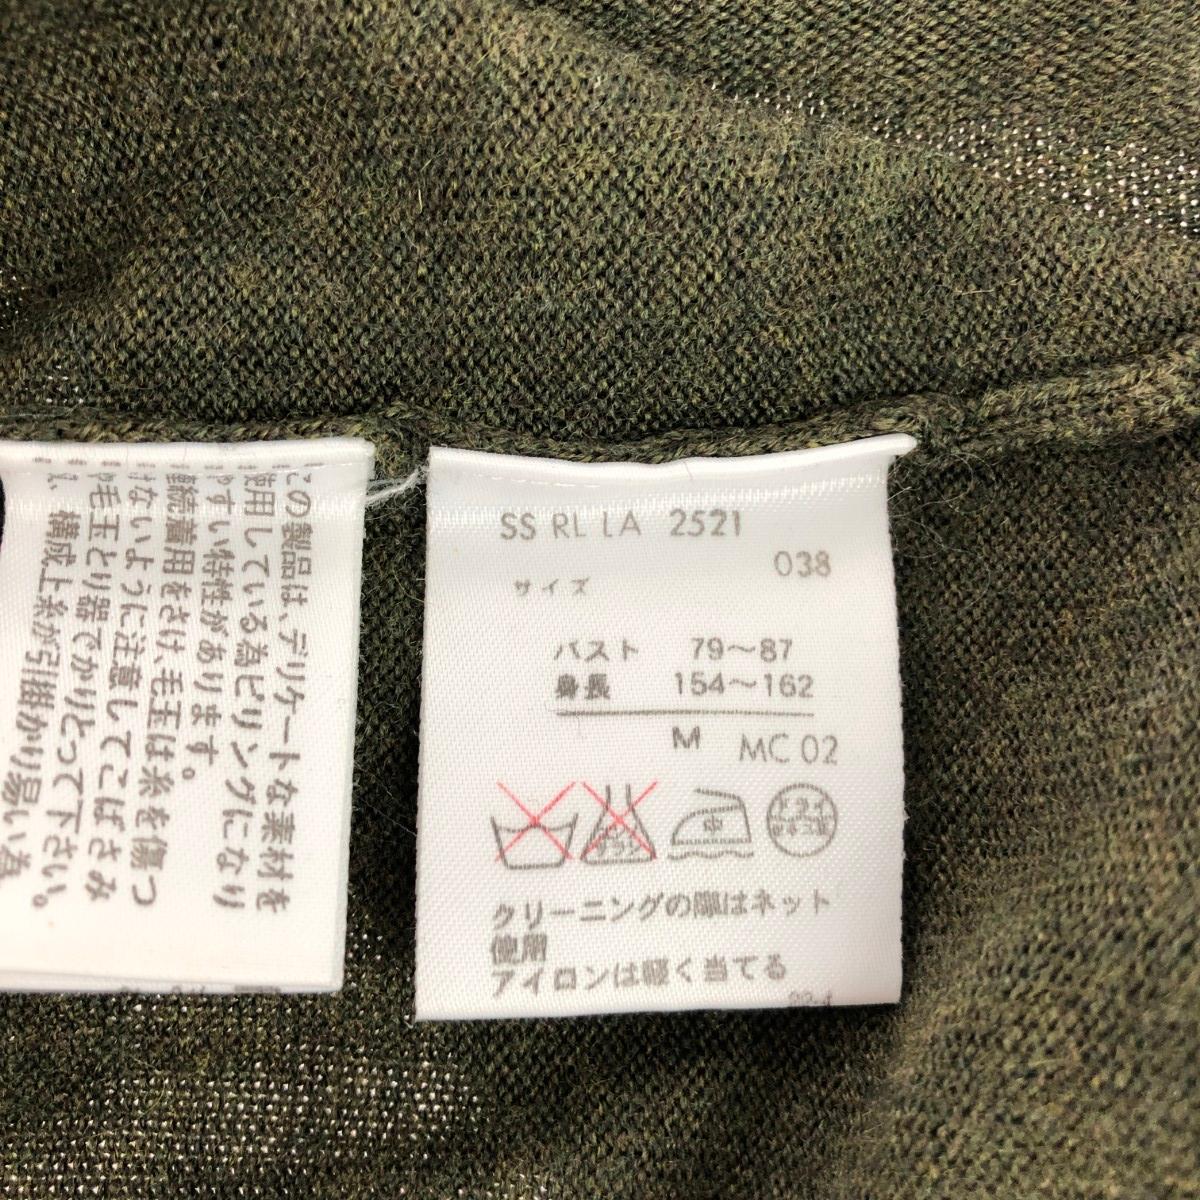 この製品は、デリケートな素材を
使用している為ピリングになり
やすい特性があります。
連続着用をさけ、毛玉は糸を傷つ
けないように注意してこばさみ
や毛玉とり器でかりとって下さい。
構成上糸が引掛かり易い為
SS RL LA 2521
038
サイズ
バスト 79～87
身長 154～162
M MC 02
ドライ
クリーニングの際はネット
使用
アイロンは軽く当てる